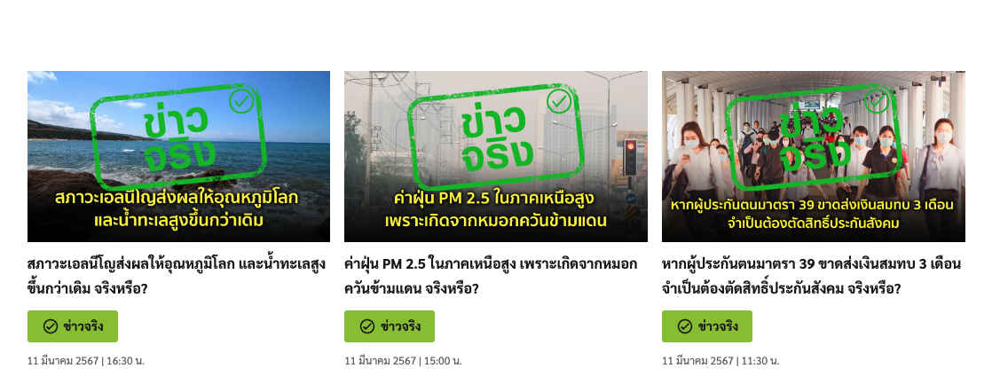 ข่าว
จริง
สภาวะเอลนีโญส่งผลให้อุณหภูมิโลก
และน้ำทะเลสูงขึ้นกว่าเดิม
สภาวะเอลนีโญส่งผลให้อุณหภูมิโลก และน้ำทะเลสูง
ขึ้นกว่าเดิม จริงหรือ?
ข่าวจริง
11 มีนาคม 2567 | 16:30 น.
ข่าว
จริง
ค่าฝุ่น PM 2.5 ในภาคเหนือสูง
เพราะเกิดจากหมอกควันข้ามแดน
ค่าฝุ่น PM 2.5 ในภาคเหนือสูง เพราะเกิดจากหมอก
ควันข้ามแดน จริงหรือ?
ข่าวจริง
11 มีนาคม 2567 | 15:00 น.
ข่าว
จริง
หากผู้ประกันตนมาตรา 39 ขาดส่งเงินสมทบ 3 เดือน
จำเป็นต้องตัดสิทธิ์ประกันสังคม
หากผู้ประกันตนมาตรา 39 ขาดส่งเงินสมทบ 3 เดือน
จำเป็นต้องตัดสิทธิ์ประกันสังคม จริงหรือ?
ข่าวจริง
11 มีนาคม 2567 | 11:30 น.